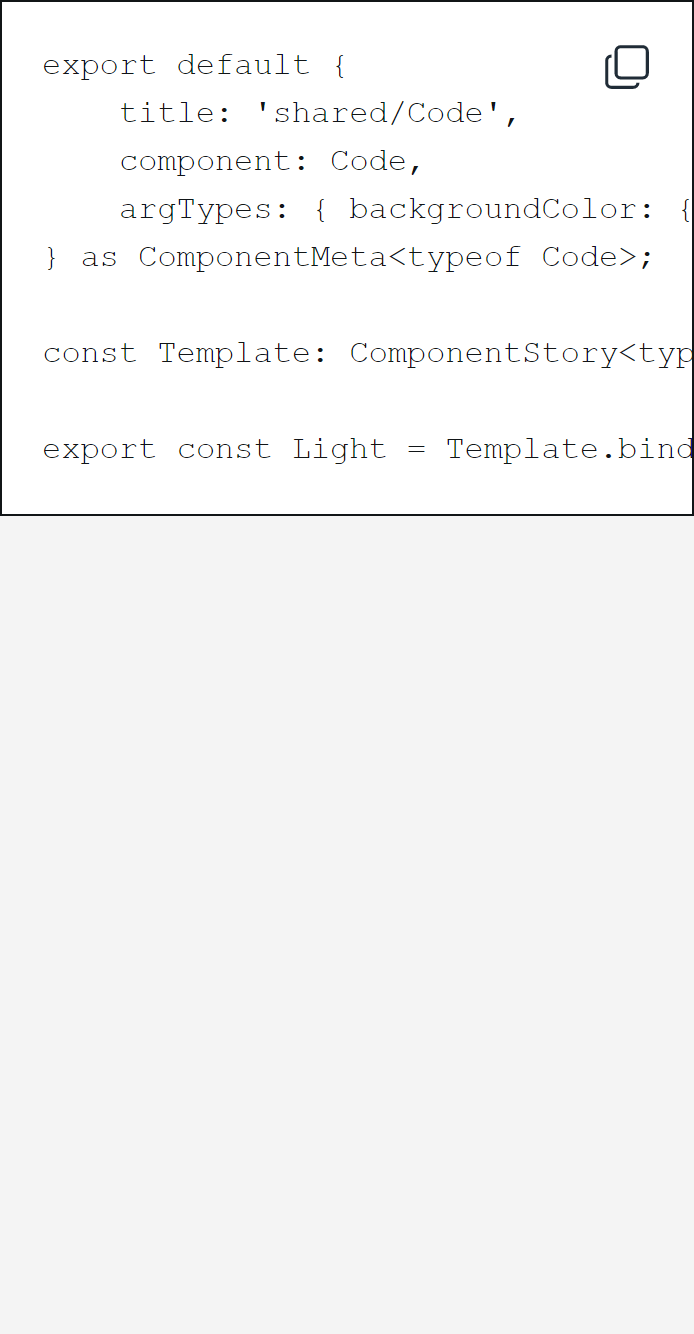 export default {
    title: 'shared/Code',
    component: Code,
    argTypes: { backgroundColor: {
} as ComponentMeta<typeof Code>;
const Template: ComponentStory<typ
export const Light = Template.bind